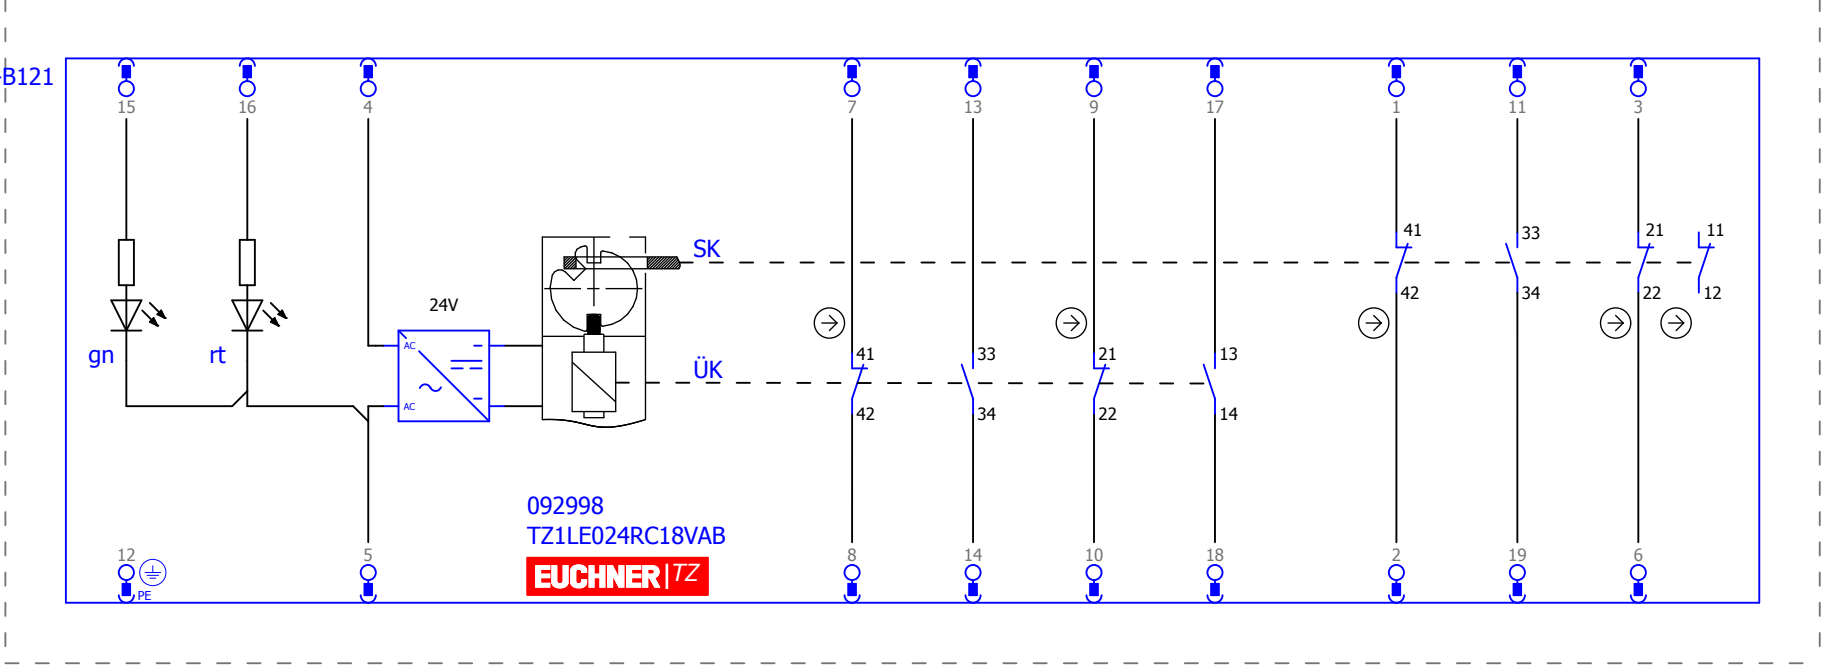 -B121
15 16 4 7 13 9 17 1 11 3
SK
41 33 21 11
42 34 22 12
24V
gn rt
AC
AC
ÜK
41 33 21 13
42 34 22 14
092998
TZ1LE024RC18VAB
EUCHNER|TZ
12 5 8 14 10 18 2 19 6
PE